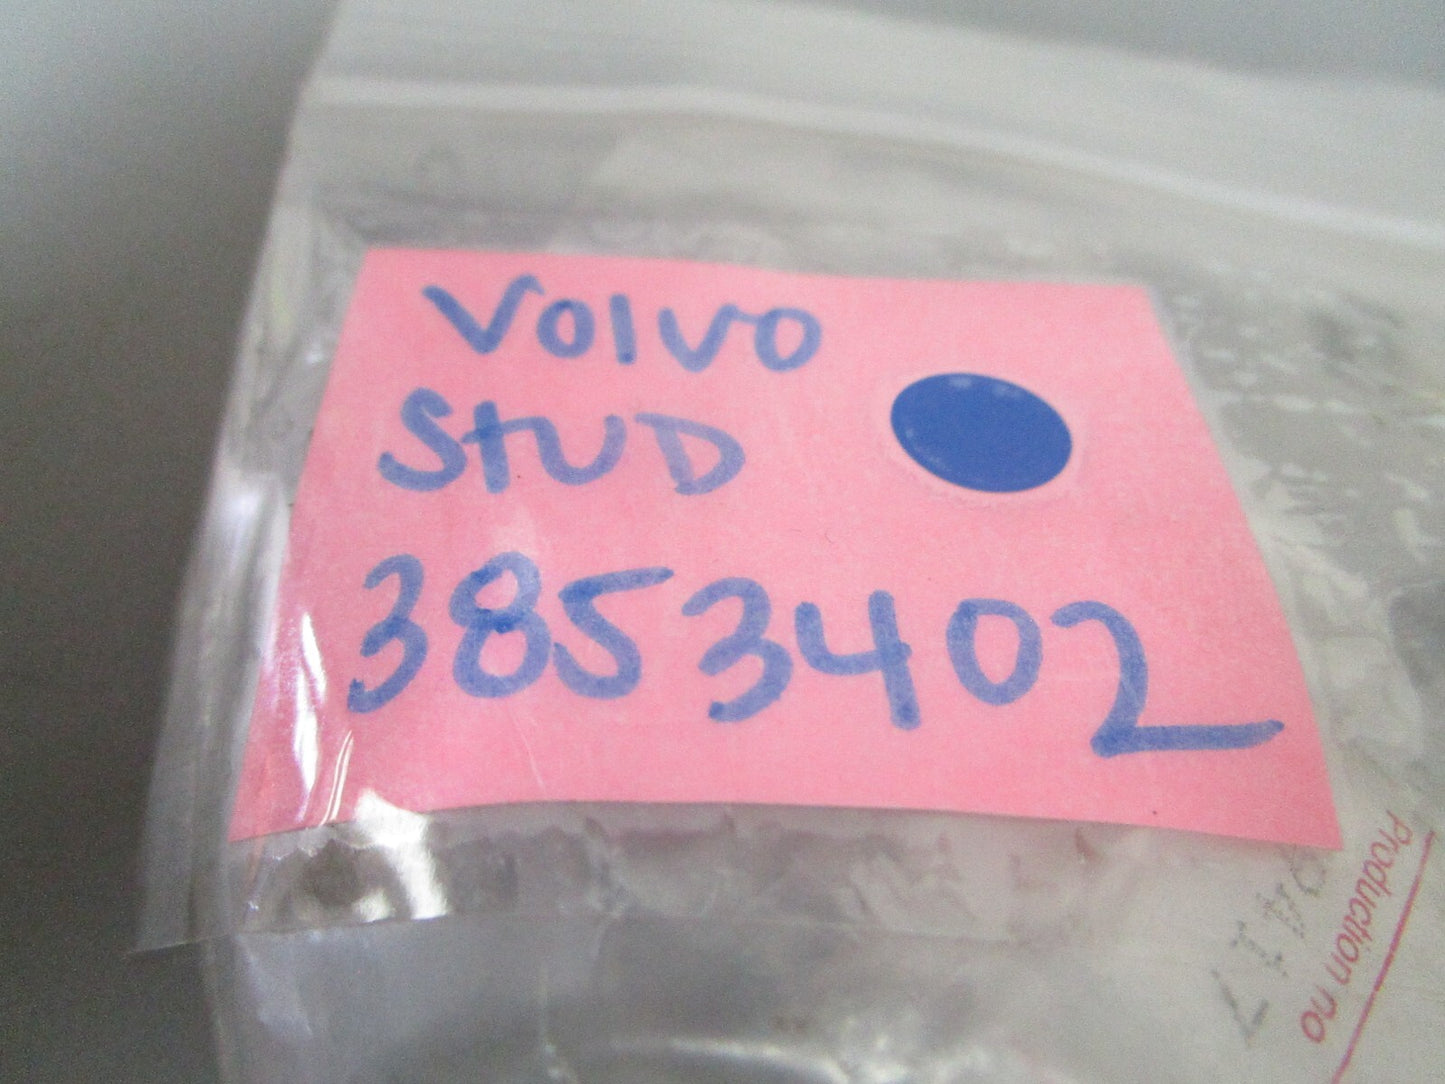 Volvo
StUD
3853402
Production no